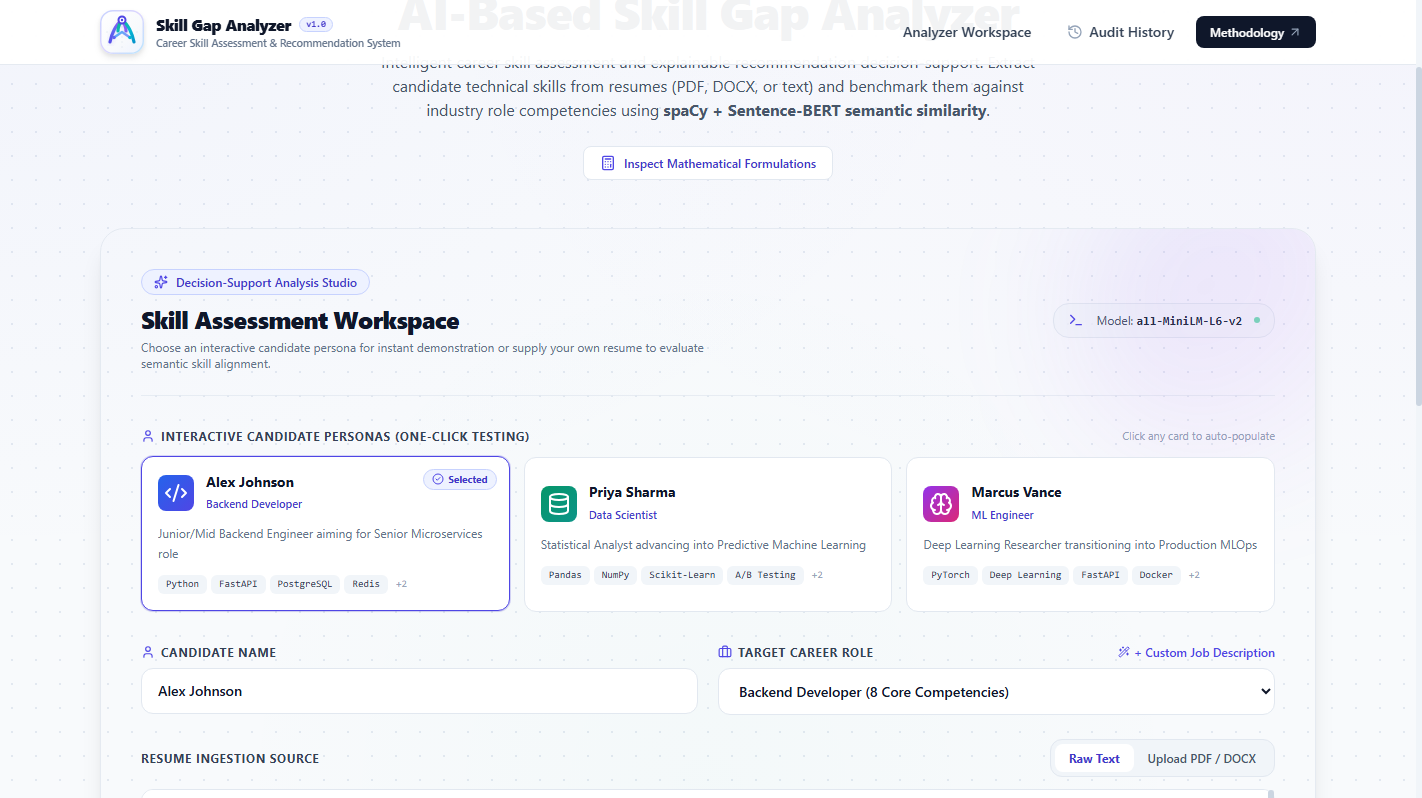 AI-Based Skill Gap Analyzer
Skill Gap Analyzer v1.0
Career Skill Assessment & Recommendation System
Analyzer Workspace
Audit History
Methodology
intelligent career skill assessment and explainable recommendation decision-support. Extract
candidate technical skills from resumes (PDF, DOCX, or text) and benchmark them against
industry role competencies using spaCy + Sentence-BERT semantic similarity.
Inspect Mathematical Formulations
Decision-Support Analysis Studio
Skill Assessment Workspace
Choose an interactive candidate persona for instant demonstration or supply your own resume to evaluate
semantic skill alignment.
Model: all-MiniLM-L6-v2
INTERACTIVE CANDIDATE PERSONAS (ONE-CLICK TESTING)
Click any card to auto-populate
Alex Johnson
Selected
Backend Developer
Junior/Mid Backend Engineer aiming for Senior Microservices
role
Python FastAPI PostgreSQL Redis +2
Priya Sharma
Data Scientist
Statistical Analyst advancing into Predictive Machine Learning
Pandas NumPy Scikit-Learn A/B Testing +2
Marcus Vance
ML Engineer
Deep Learning Researcher transitioning into Production MLOps
PyTorch Deep Learning FastAPI Docker +2
CANDIDATE NAME
Alex Johnson
TARGET CAREER ROLE
+ Custom Job Description
Backend Developer (8 Core Competencies)
RESUME INGESTION SOURCE
Raw Text
Upload PDF / DOCX